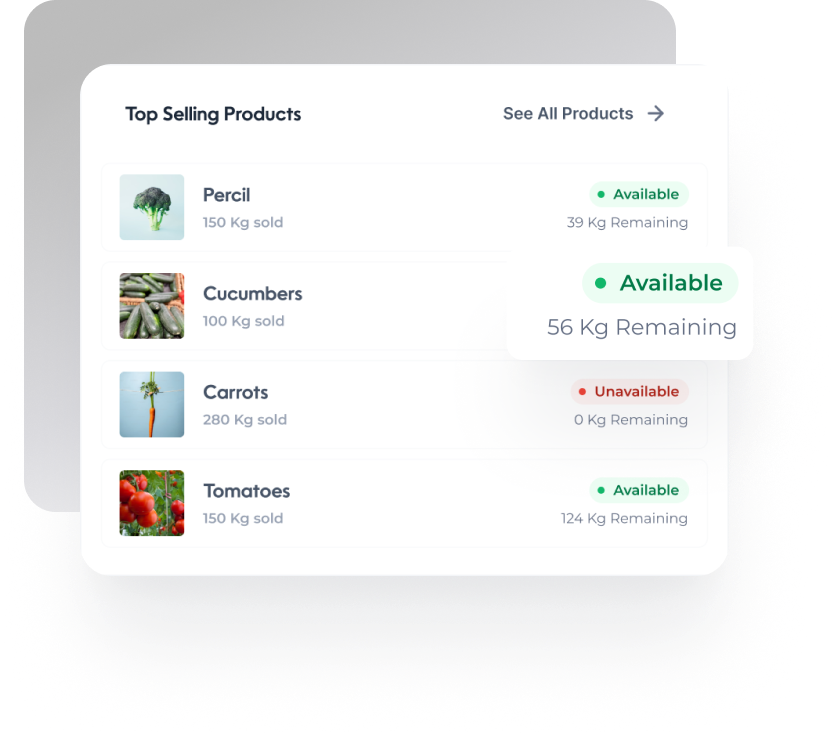 Top Selling Products
See All Products
Percil
150 Kg sold
Available
39 Kg Remaining
Cucumbers
100 Kg sold
Available
56 Kg Remaining
Carrots
280 Kg sold
Unavailable
0 Kg Remaining
Tomatoes
150 Kg sold
Available
124 Kg Remaining